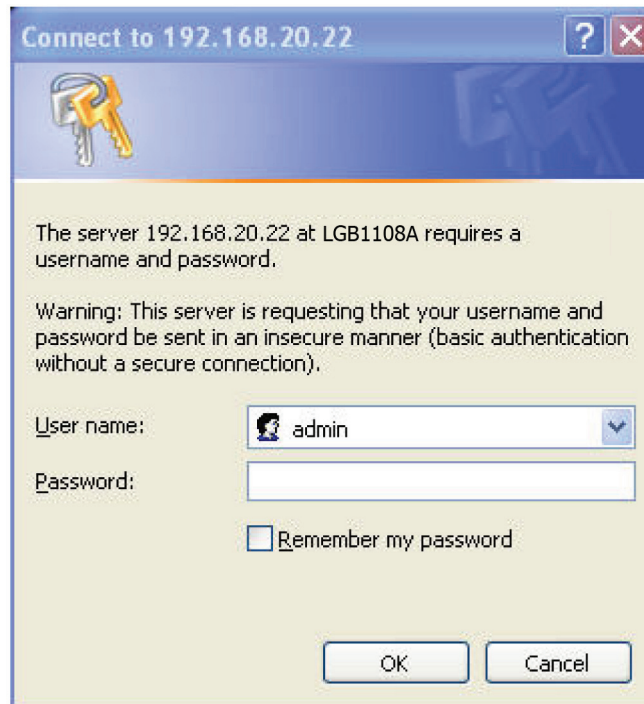 Connect to 192.168.20.22
The server 192.168.20.22 at LGB1108A requires a
username and password.
Warning: This server is requesting that your username and
password be sent in an insecure manner (basic authentication
without a secure connection).
User name:
admin
Password:
Remember my password
OK
Cancel